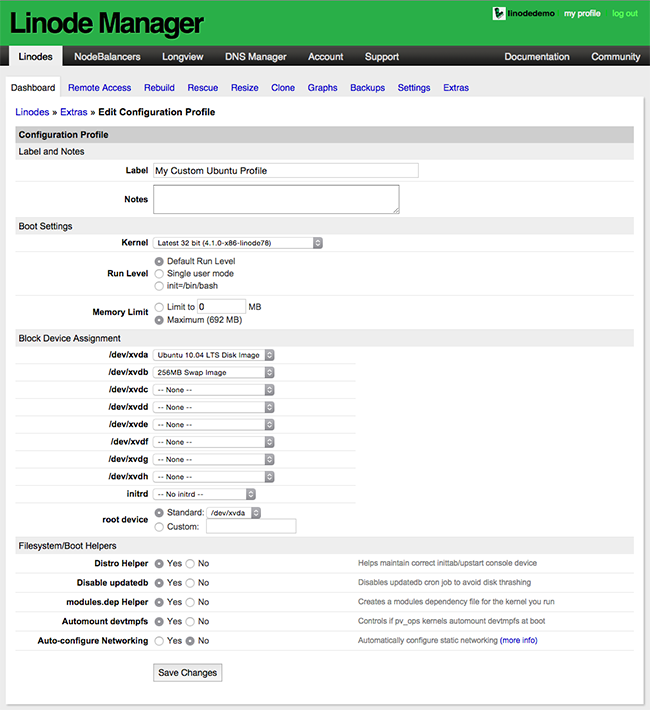 Linode Manager
linodedemo my profile log out
Linodes NodeBalancers Longview DNS Manager Account Support Documentation Community
Dashboard Remote Access Rebuild Rescue Resize Clone Graphs Backups Settings Extras
Linodes » Extras » Edit Configuration Profile
Configuration Profile
Label and Notes
Label My Custom Ubuntu Profile
Notes
Boot Settings
Kernel Latest 32 bit (4.1.0-x86-linode78)
Run Level Default Run Level
Single user mode
init=/bin/bash
Memory Limit Limit to 0 MB
Maximum (692 MB)
Block Device Assignment
/dev/xvda Ubuntu 10.04 LTS Disk Image
/dev/xvdb 256MB Swap Image
/dev/xvdc -- None --
/dev/xvdd -- None --
/dev/xvde -- None --
/dev/xvdf -- None --
/dev/xvdg -- None --
/dev/xvdh -- None --
initrd -- No initrd --
root device Standard: /dev/xvda
Custom:
Filesystem/Boot Helpers
Distro Helper Yes No Helps maintain correct inittab/upstart console device
Disable updatedb Yes No Disables updatedb cron job to avoid disk thrashing
modules.dep Helper Yes No Creates a modules dependency file for the kernel you run
Automount devtmpfs Yes No Controls if pv_ops kernels automount devtmpfs at boot
Auto-configure Networking Yes No Automatically configure static networking (more info)
Save Changes